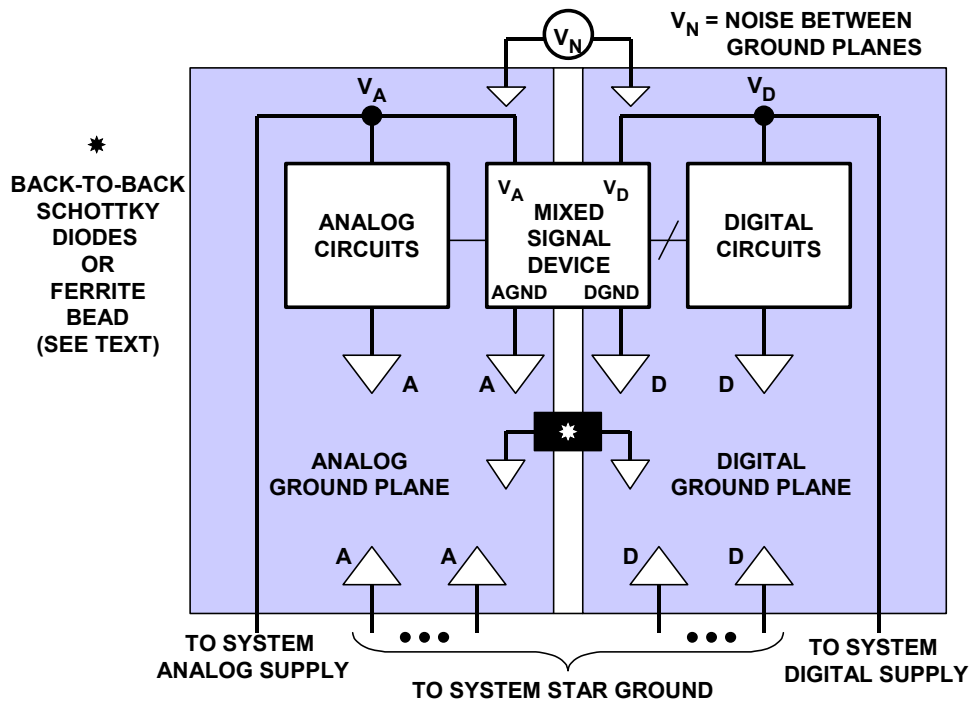 V_N = NOISE BETWEEN
GROUND PLANES
V_N
V_A
V_D
✷
BACK-TO-BACK
SCHOTTKY
DIODES
OR
FERRITE
BEAD
(SEE TEXT)
ANALOG
CIRCUITS
V_A V_D
MIXED
SIGNAL
DEVICE
AGND DGND
DIGITAL
CIRCUITS
A A D D
✷
ANALOG
GROUND PLANE
DIGITAL
GROUND PLANE
A A D D
TO SYSTEM
ANALOG SUPPLY
TO SYSTEM
DIGITAL SUPPLY
TO SYSTEM STAR GROUND